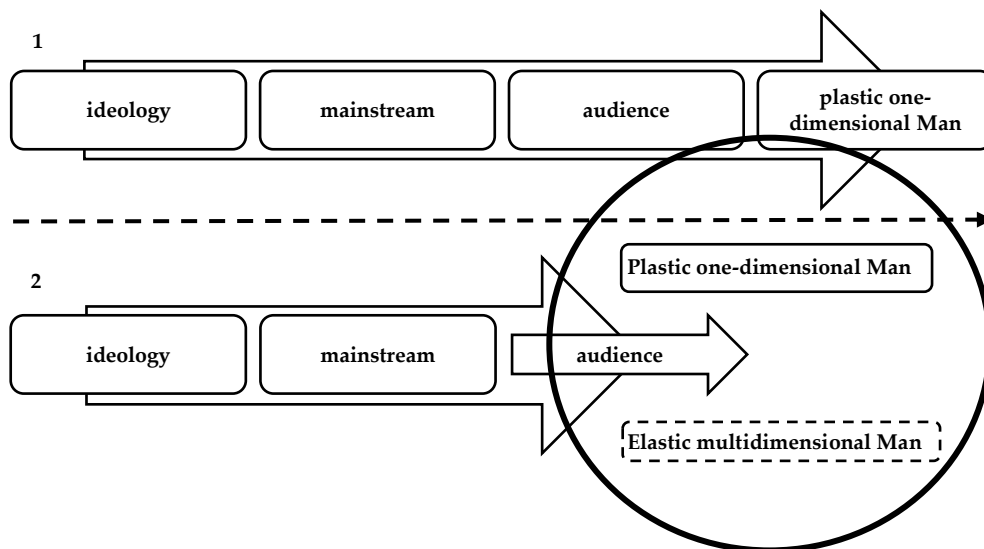 1
ideology
mainstream
audience
plastic one-
dimensional Man
Plastic one-dimensional Man
2
ideology
mainstream
audience
Elastic multidimensional Man